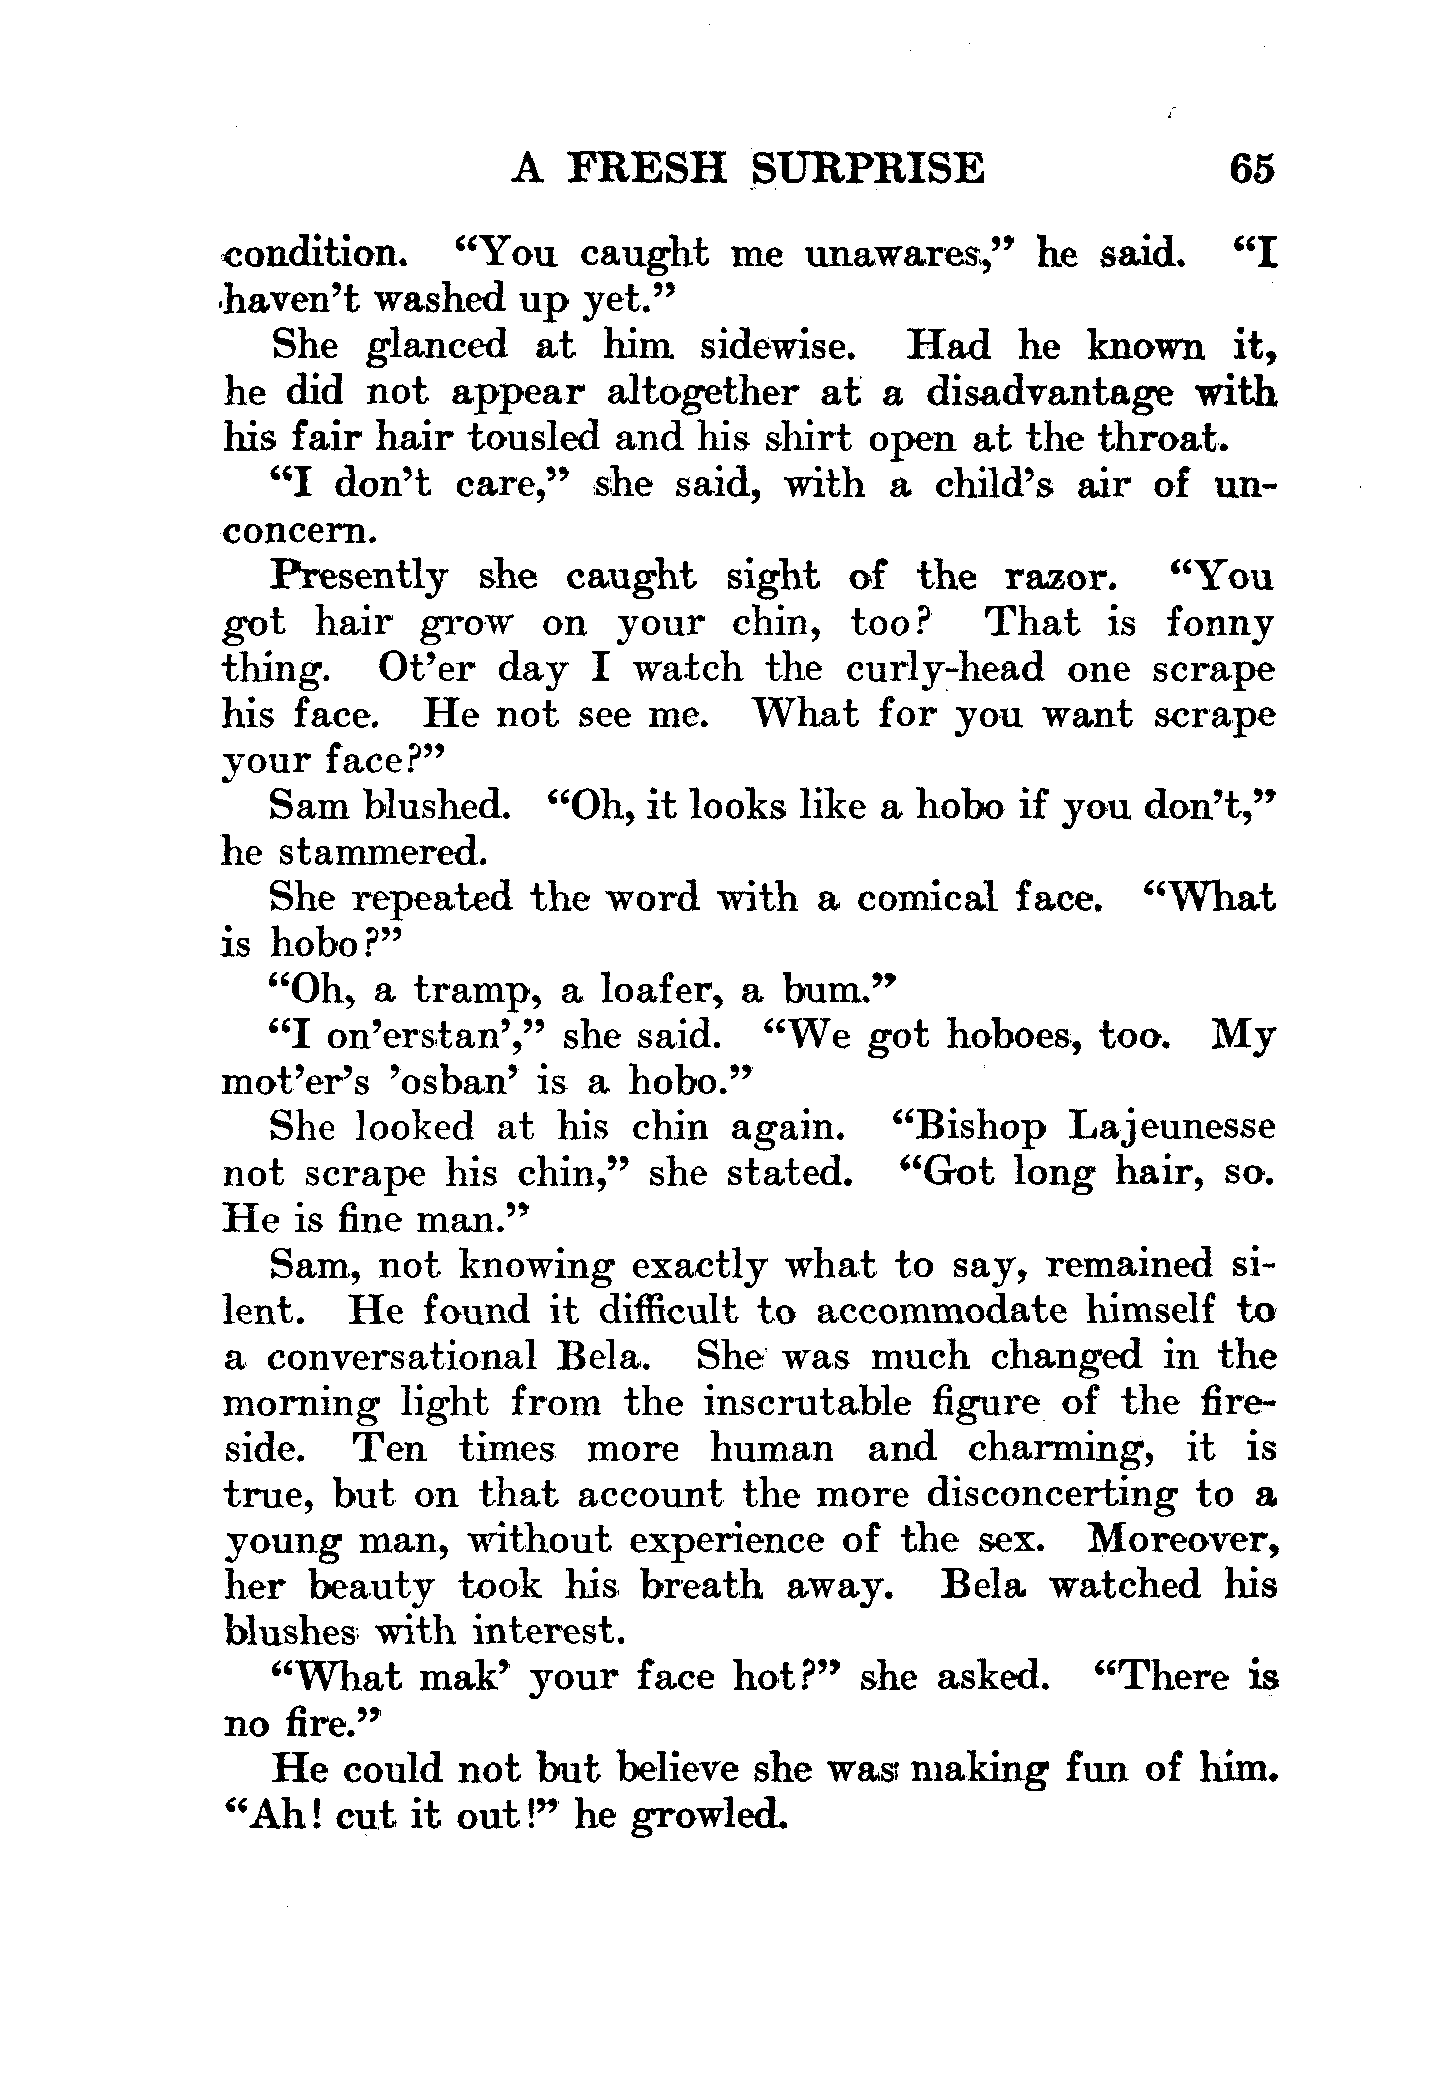 A FRESH SURPRISE 65
condition. “You caught me unawares,” he said. “I
haven’t washed up yet.”
She glanced at him sidewise. Had he known it,
he did not appear altogether at a disadvantage with
his fair hair tousled and his shirt open at the throat.
“I don’t care,” she said, with a child’s air of un-
concern.
Presently she caught sight of the razor. “You
got hair grow on your chin, too? That is fonny
thing. Ot’er day I watch the curly-head one scrape
his face. He not see me. What for you want scrape
your face?”
Sam blushed. “Oh, it looks like a hobo if you don’t,”
he stammered.
She repeated the word with a comical face. “What
is hobo?”
“Oh, a tramp, a loafer, a bum.”
“I on’erstan’,” she said. “We got hoboes, too. My
mot’er’s ’osban’ is a hobo.”
She looked at his chin again. “Bishop Lajeunesse
not scrape his chin,” she stated. “Got long hair, so.
He is fine man.”
Sam, not knowing exactly what to say, remained si-
lent. He found it difficult to accommodate himself to
a conversational Bela. She was much changed in the
morning light from the inscrutable figure of the fire-
side. Ten times more human and charming, it is
true, but on that account the more disconcerting to a
young man, without experience of the sex. Moreover,
her beauty took his breath away. Bela watched his
blushes with interest.
“What mak’ your face hot?” she asked. “There is
no fire.”
He could not but believe she was making fun of him.
“Ah! cut it out!” he growled.